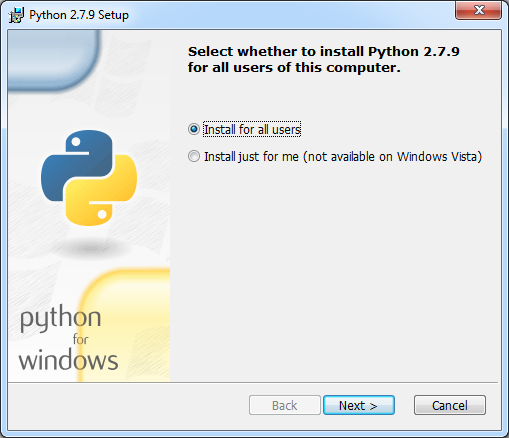 Python 2.7.9 Setup
Select whether to install Python 2.7.9
for all users of this computer.
Install for all users
Install just for me (not available on Windows Vista)
python
for
windows
Back
Next >
Cancel